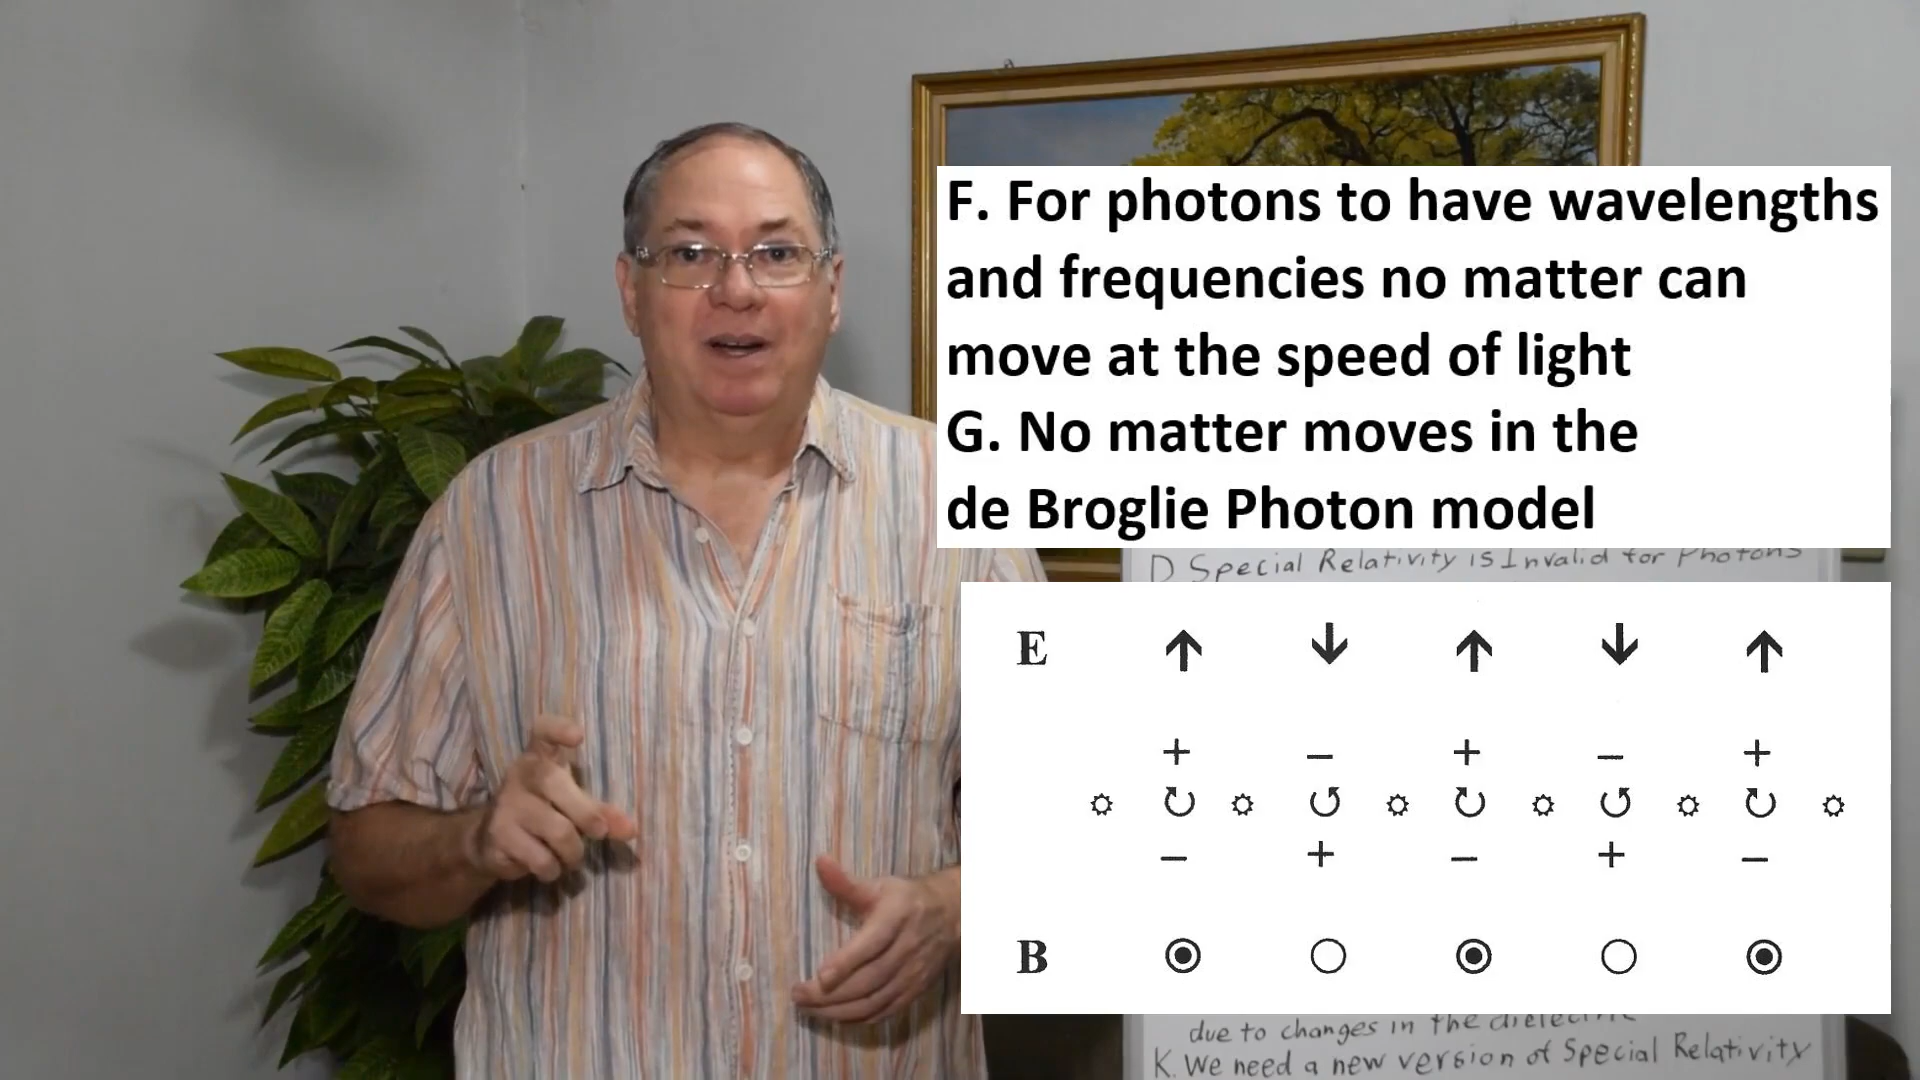 F. For photons to have wavelengths
and frequencies no matter can
move at the speed of light
G. No matter moves in the
de Broglie Photon model
D Special Relativity is Invalid for Photons
E
+ – + – +
– + – + –
B
due to changes in the dielectric
K. We need a new version of Special Relativity